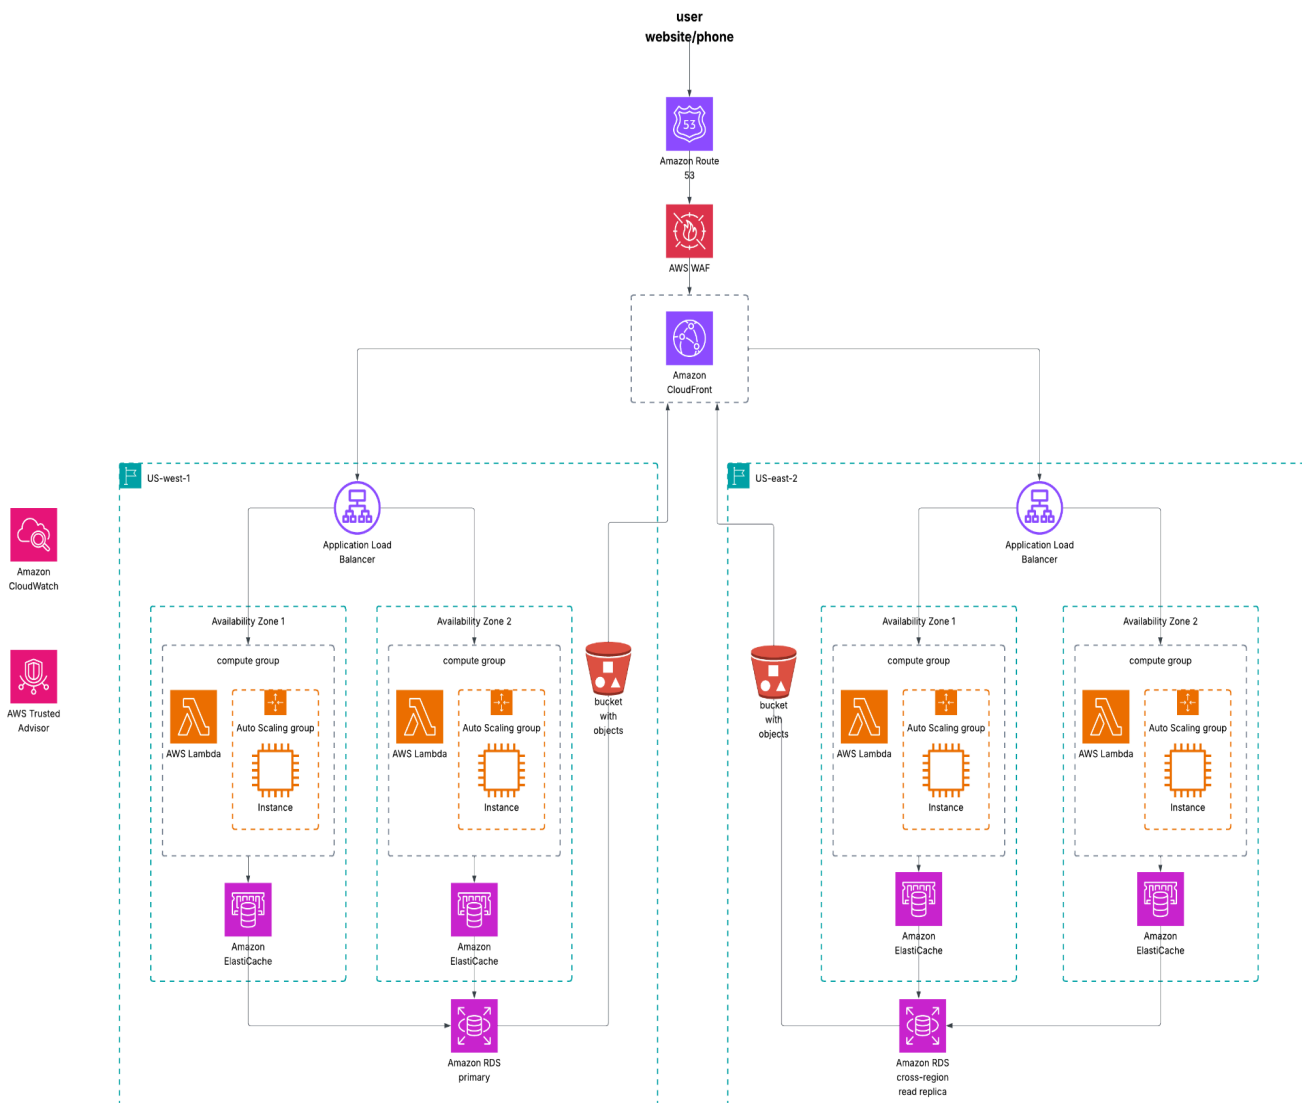 user
website/phone
53
Amazon Route
53
AWS WAF
Amazon
CloudFront
US-west-1
US-east-2
Application Load
Balancer
Application Load
Balancer
Amazon
CloudWatch
AWS Trusted
Advisor
Availability Zone 1
compute group
AWS Lambda
Auto Scaling group
Instance
Amazon
ElastiCache
Availability Zone 2
compute group
AWS Lambda
Auto Scaling group
Instance
Amazon
ElastiCache
bucket
with
objects
Amazon RDS
primary
bucket
with
objects
Availability Zone 1
compute group
AWS Lambda
Auto Scaling group
Instance
Amazon
ElastiCache
Availability Zone 2
compute group
AWS Lambda
Auto Scaling group
Instance
Amazon
ElastiCache
Amazon RDS
cross-region
read replica